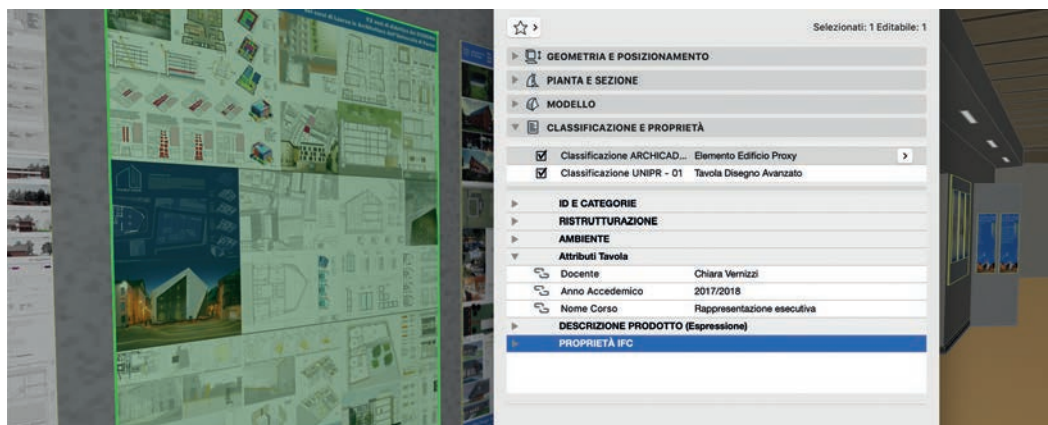 Selezionati: 1 Editabile: 1
GEOMETRIA E POSIZIONAMENTO
PIANTA E SEZIONE
MODELLO
CLASSIFICAZIONE E PROPRIETÀ
Classificazione ARCHICAD... Elemento Edificio Proxy
Classificazione UNIPR - 01 Tavola Disegno Avanzato
ID E CATEGORIE
RISTRUTTURAZIONE
AMBIENTE
Attributi Tavola
Docente Chiara Vernizzi
Anno Accedemico 2017/2018
Nome Corso Rappresentazione esecutiva
DESCRIZIONE PRODOTTO (Espressione)
PROPRIETÀ IFC